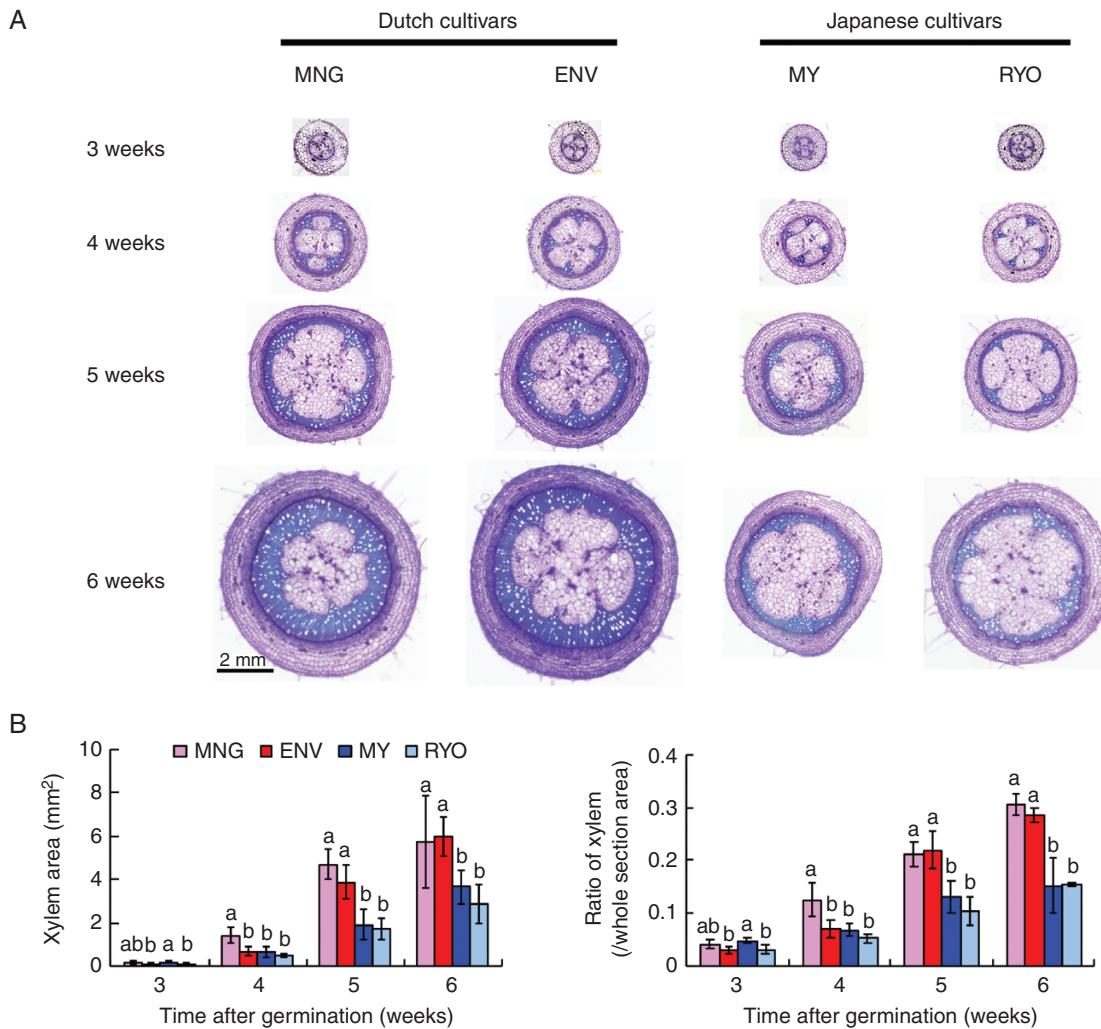 A
Dutch cultivars
Japanese cultivars
MNG
ENV
MY
RYO
3 weeks
4 weeks
5 weeks
6 weeks
2 mm
B
MNG ENV MY RYO
Xylem area (mm²)
10
8
6
4
2
0
ab b a b
a b b b
a a b b
a a b b
3 4 5 6
Time after germination (weeks)
Ratio of xylem
(/whole section area)
0.4
0.3
0.2
0.1
0
ab b a b
a b b b
a a b b
a a b b
3 4 5 6
Time after germination (weeks)